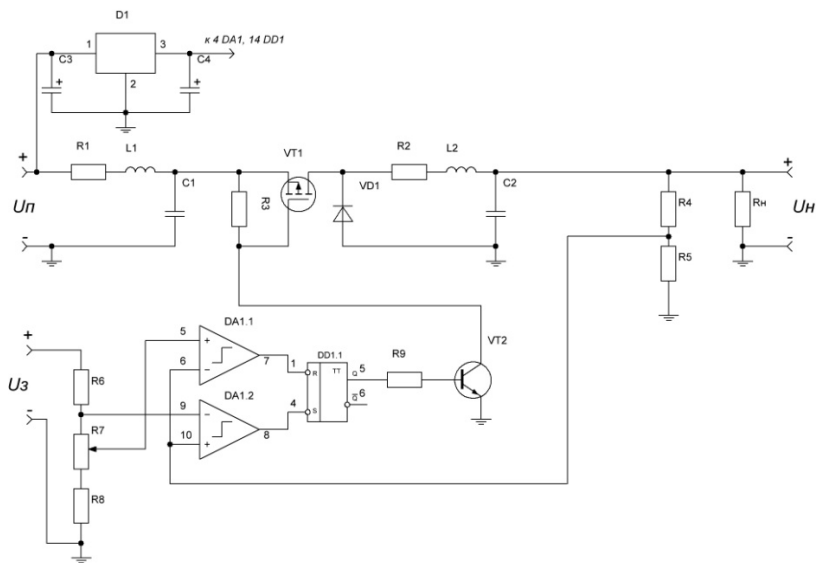 D1
к 4 DA1, 14 DD1
1
3
C3
C4
+
+
2
+
R1
L1
VT1
R2
L2
+
C1
VD1
C2
R3
R4
Rн
Uп
Uн
-
-
R5
DA1.1
VT2
+
5
+
7
DD1.1
R9
6
-
1
R
TT
Q
5
Uз
R6
DA1.2
Q
6
-
9
-
4
S
R7
10
+
8
R8